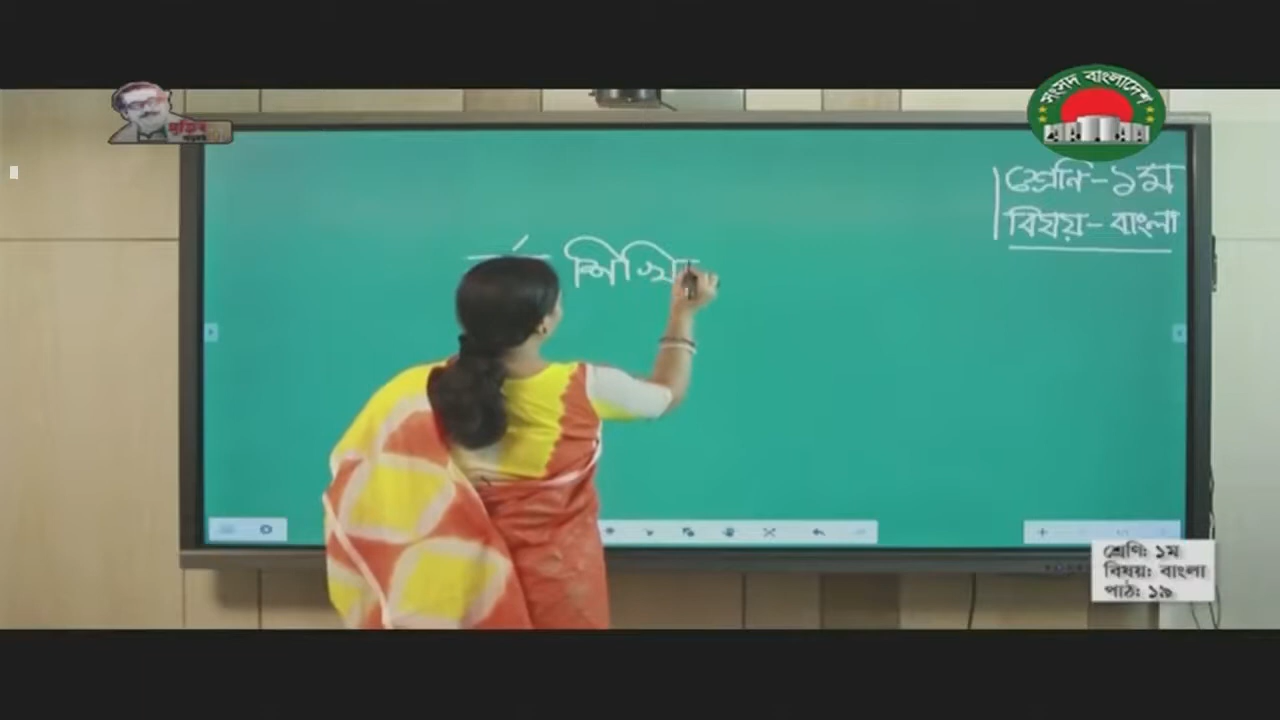 সংসদ বাংলাদেশ
শ্রেণি-১ম
বিষয়-বাংলা
শিখি
শ্রেণি: ১ম
বিষয়: বাংলা
পাঠ: ১৯